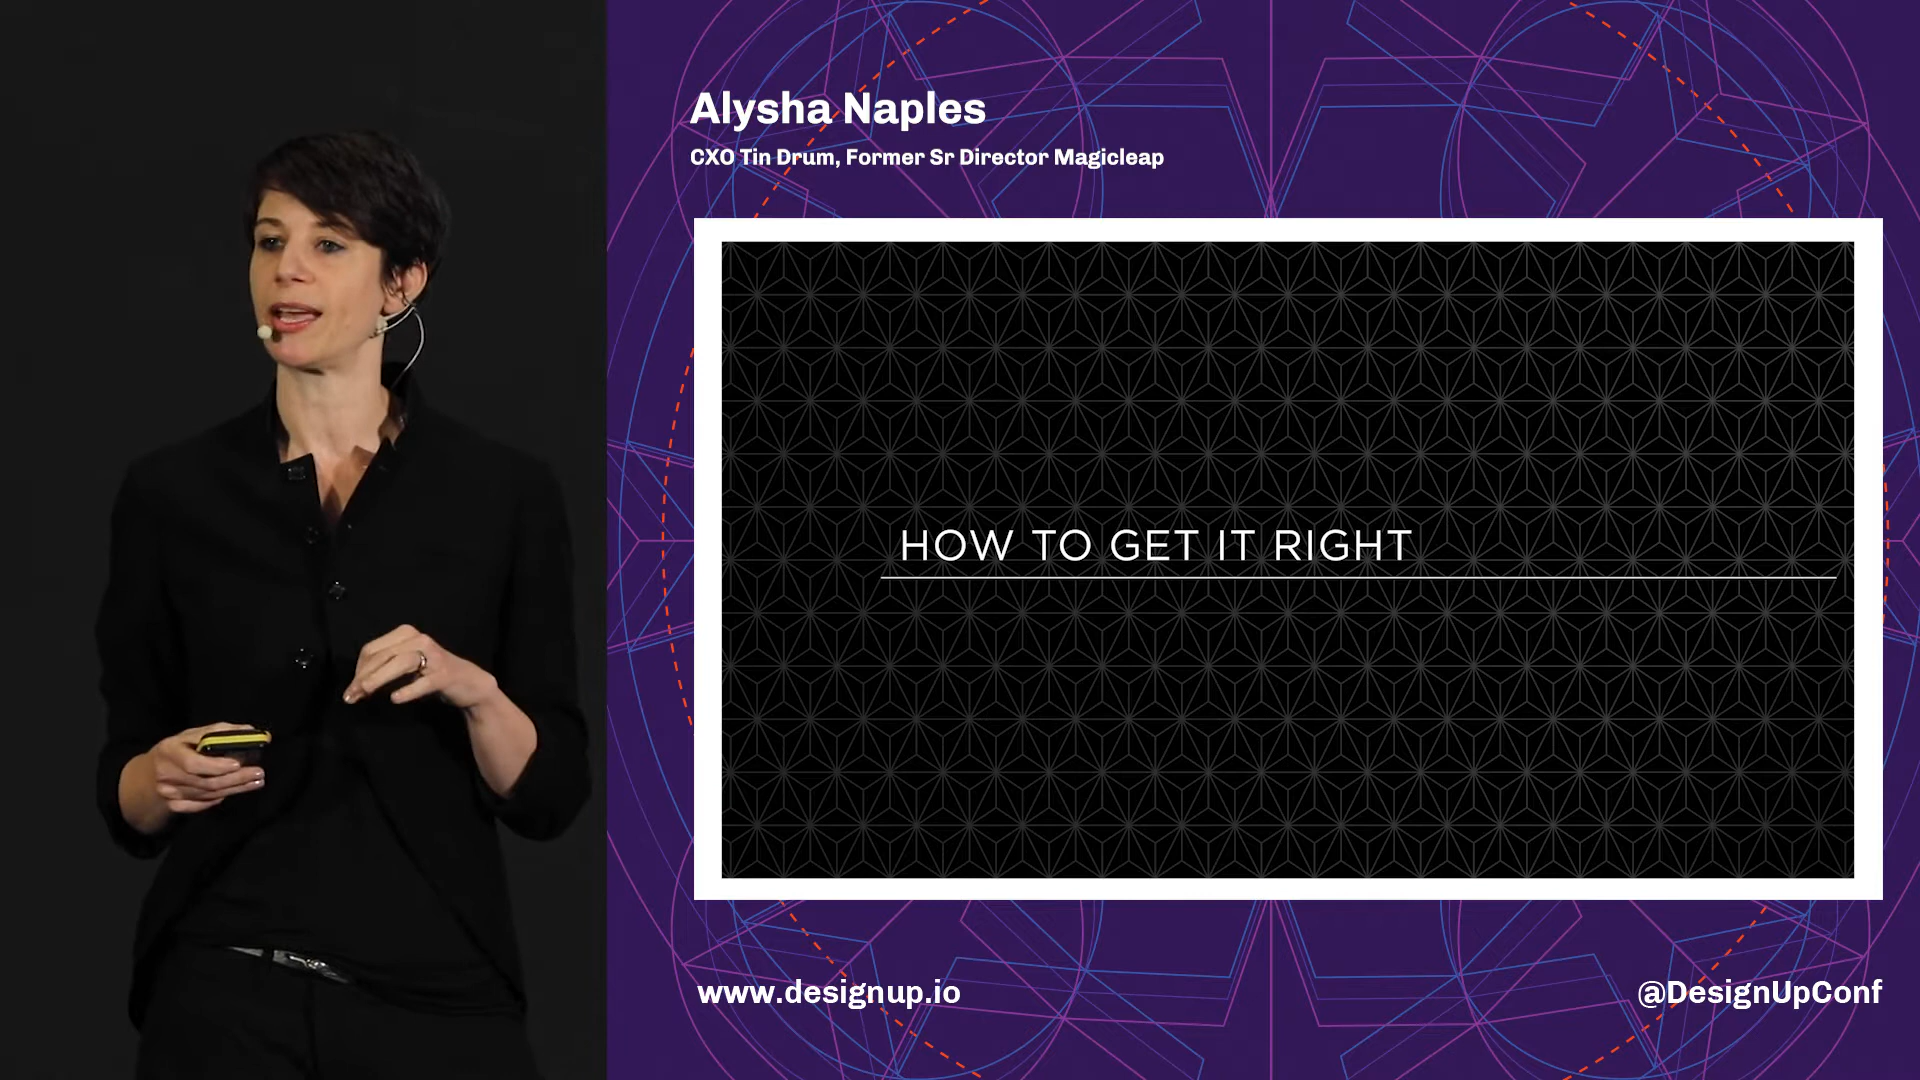 Alysha Naples
CXO Tin Drum, Former Sr Director Magicleap
HOW TO GET IT RIGHT
www.designup.io
@DesignUpConf